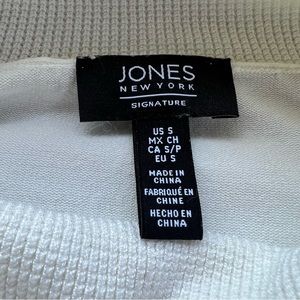 JONES
NEW YORK
SIGNATURE
US S
MX CH
CA S/P
EU S
MADE IN
CHINA
FABRIQUÉ EN
CHINE
HECHO EN
CHINA